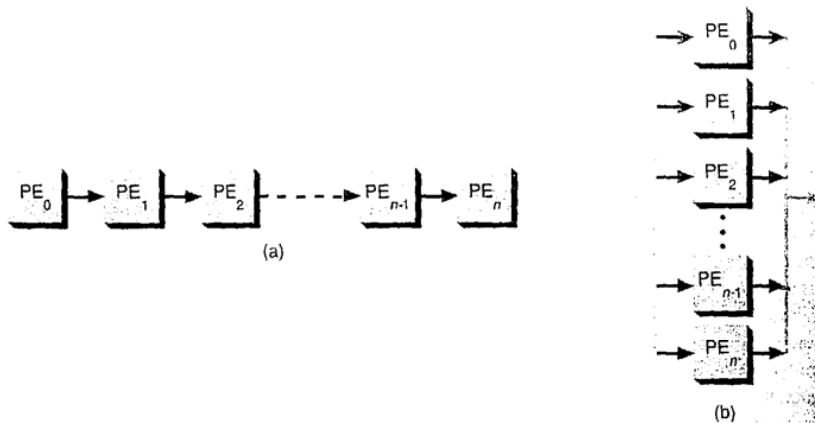 PE₀ PE₁ PE₂ PEₙ₋₁ PEₙ
(a)
PE₀
PE₁
PE₂
PEₙ₋₁
PEₙ
(b)